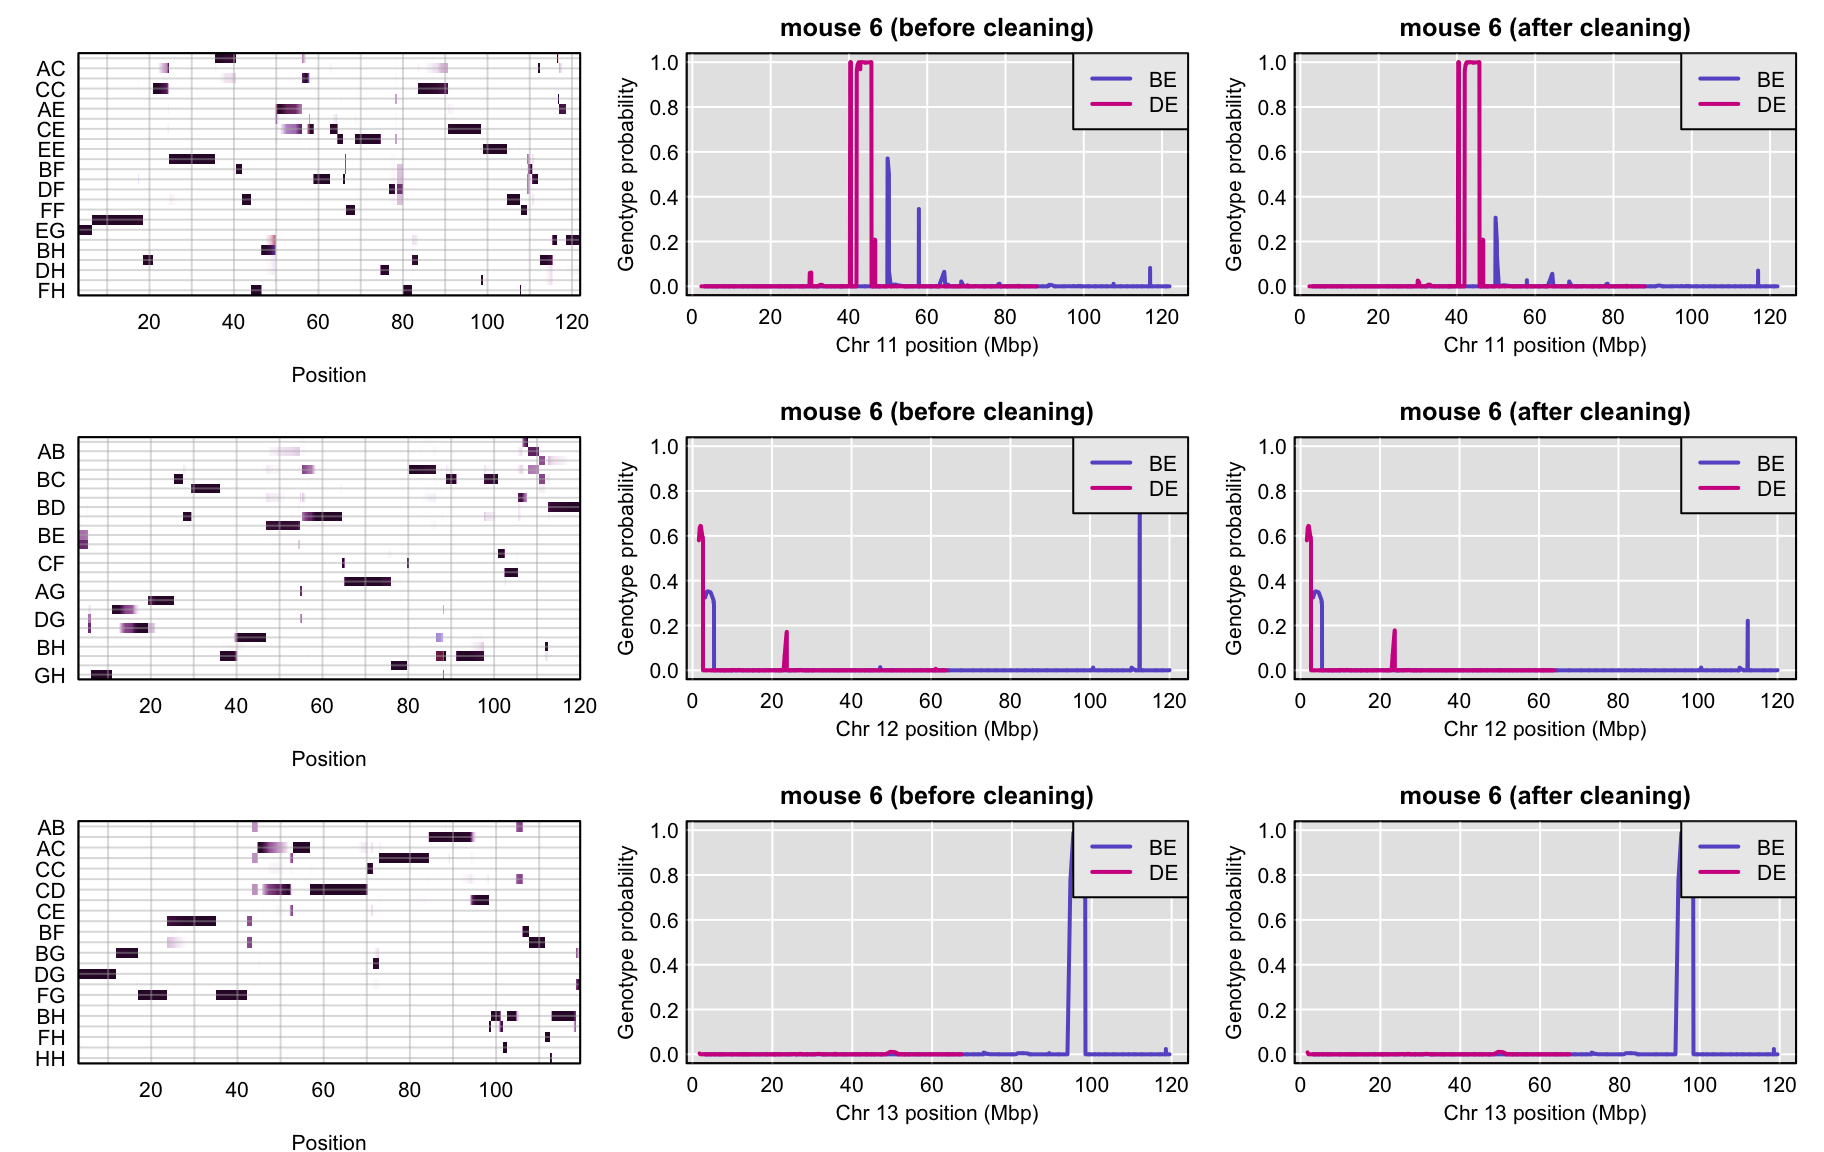 mouse 6 (before cleaning)
mouse 6 (after cleaning)
AC
CC
AE
CE
EE
BF
DF
FF
EG
BH
DH
FH
20 40 60 80 100 120
Position
Genotype probability
1.0
0.8
0.6
0.4
0.2
0.0
BE
DE
0 20 40 60 80 100 120
Chr 11 position (Mbp)
Genotype probability
1.0
0.8
0.6
0.4
0.2
0.0
BE
DE
0 20 40 60 80 100 120
Chr 11 position (Mbp)
mouse 6 (before cleaning)
mouse 6 (after cleaning)
AB
BC
BD
BE
CF
AG
DG
BH
GH
20 40 60 80 100 120
Position
Genotype probability
1.0
0.8
0.6
0.4
0.2
0.0
BE
DE
0 20 40 60 80 100 120
Chr 12 position (Mbp)
Genotype probability
1.0
0.8
0.6
0.4
0.2
0.0
BE
DE
0 20 40 60 80 100 120
Chr 12 position (Mbp)
mouse 6 (before cleaning)
mouse 6 (after cleaning)
AB
AC
CC
CD
CE
BF
BG
DG
FG
BH
FH
HH
20 40 60 80 100
Position
Genotype probability
1.0
0.8
0.6
0.4
0.2
0.0
BE
DE
0 20 40 60 80 100 120
Chr 13 position (Mbp)
Genotype probability
1.0
0.8
0.6
0.4
0.2
0.0
BE
DE
0 20 40 60 80 100 120
Chr 13 position (Mbp)